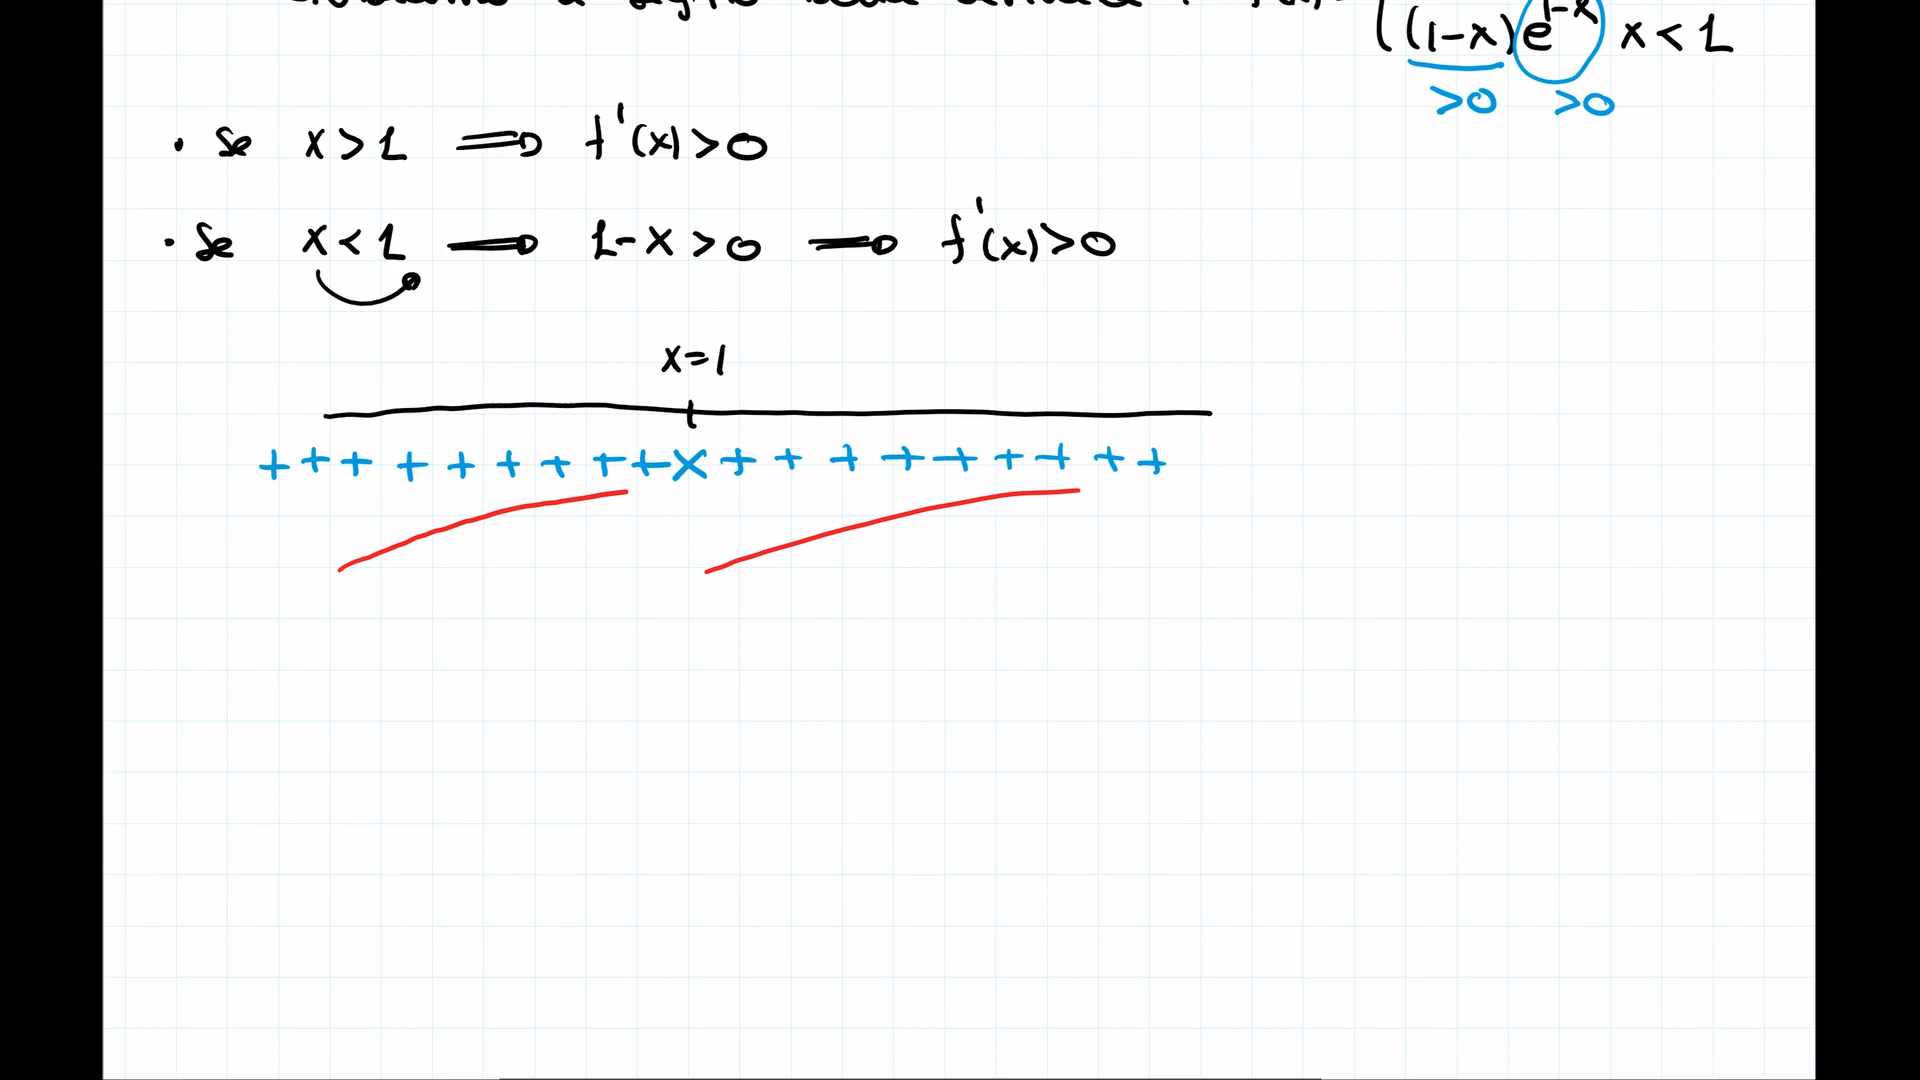 ((1-x)e^{1-x} x<1
>0 >0
• se x>1 ⟹ f'(x)>0
• Se x<1 ⟹ 1-x>0 ⟹ f'(x)>0
x=1
+ + + + + + + + + × + + + + + + + + +